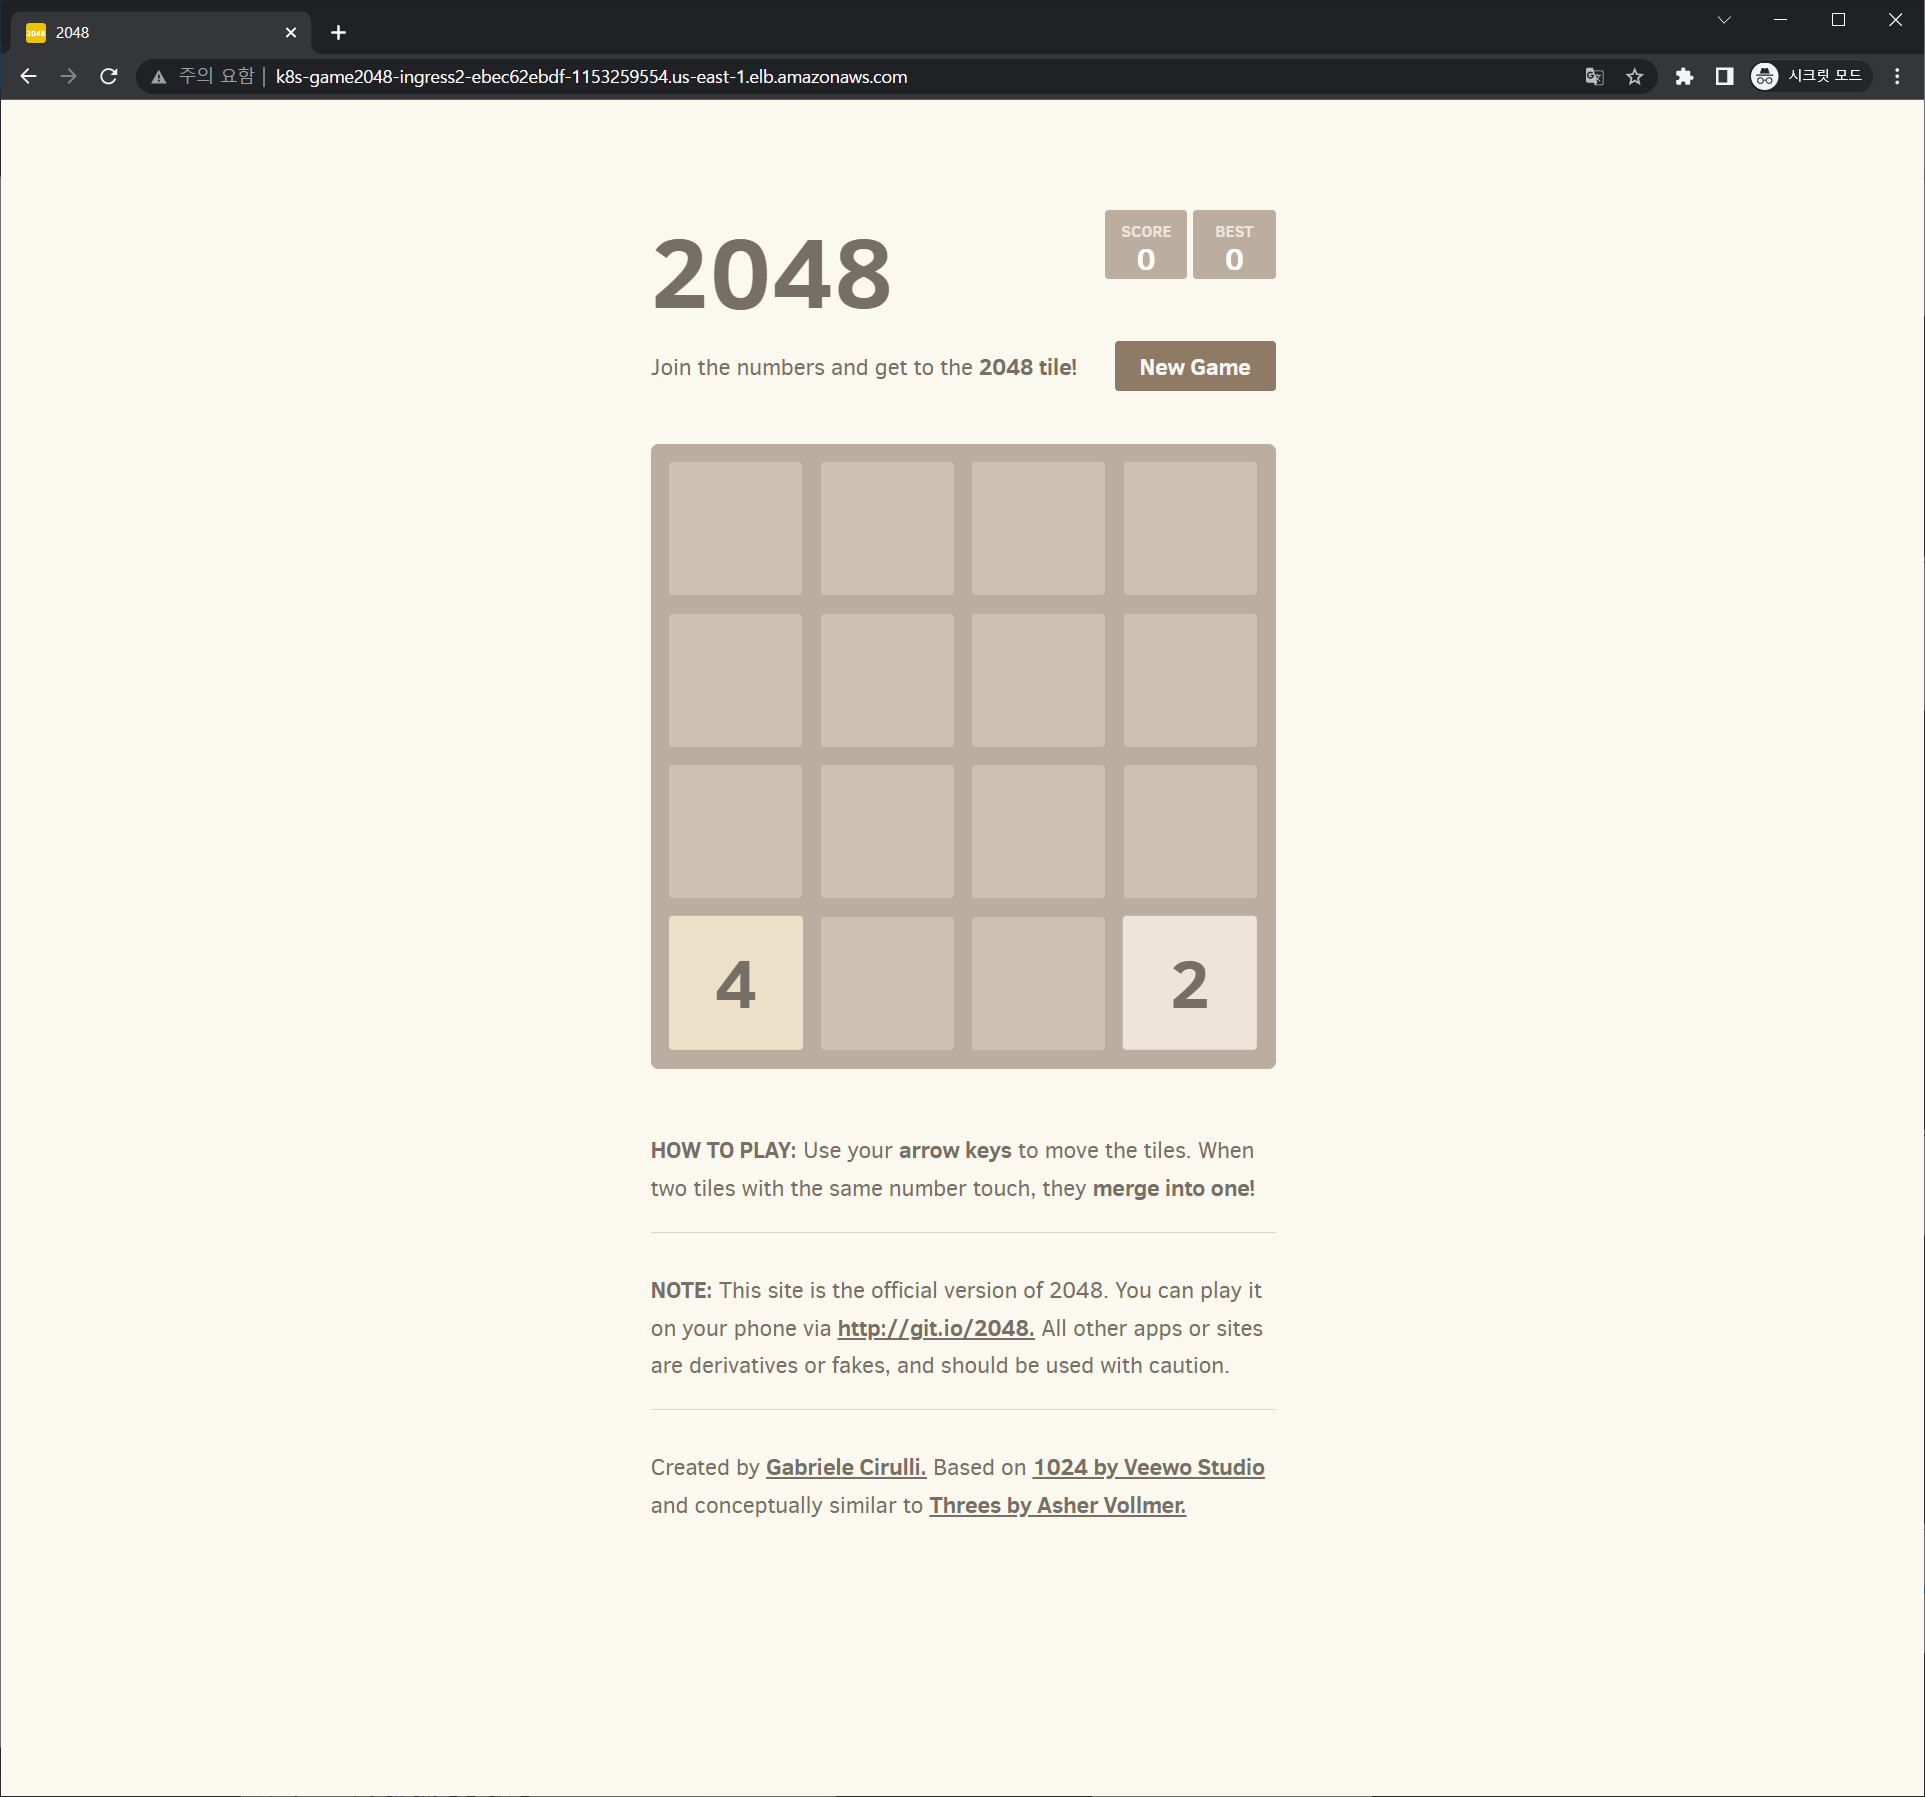 2048
주의 요함 | k8s-game2048-ingress2-ebec62ebdf-1153259554.us-east-1.elb.amazonaws.com
시크릿 모드
2048
SCORE
0
BEST
0
Join the numbers and get to the 2048 tile!
New Game
4
2
HOW TO PLAY: Use your arrow keys to move the tiles. When
two tiles with the same number touch, they merge into one!
NOTE: This site is the official version of 2048. You can play it
on your phone via http://git.io/2048. All other apps or sites
are derivatives or fakes, and should be used with caution.
Created by Gabriele Cirulli. Based on 1024 by Veewo Studio
and conceptually similar to Threes by Asher Vollmer.